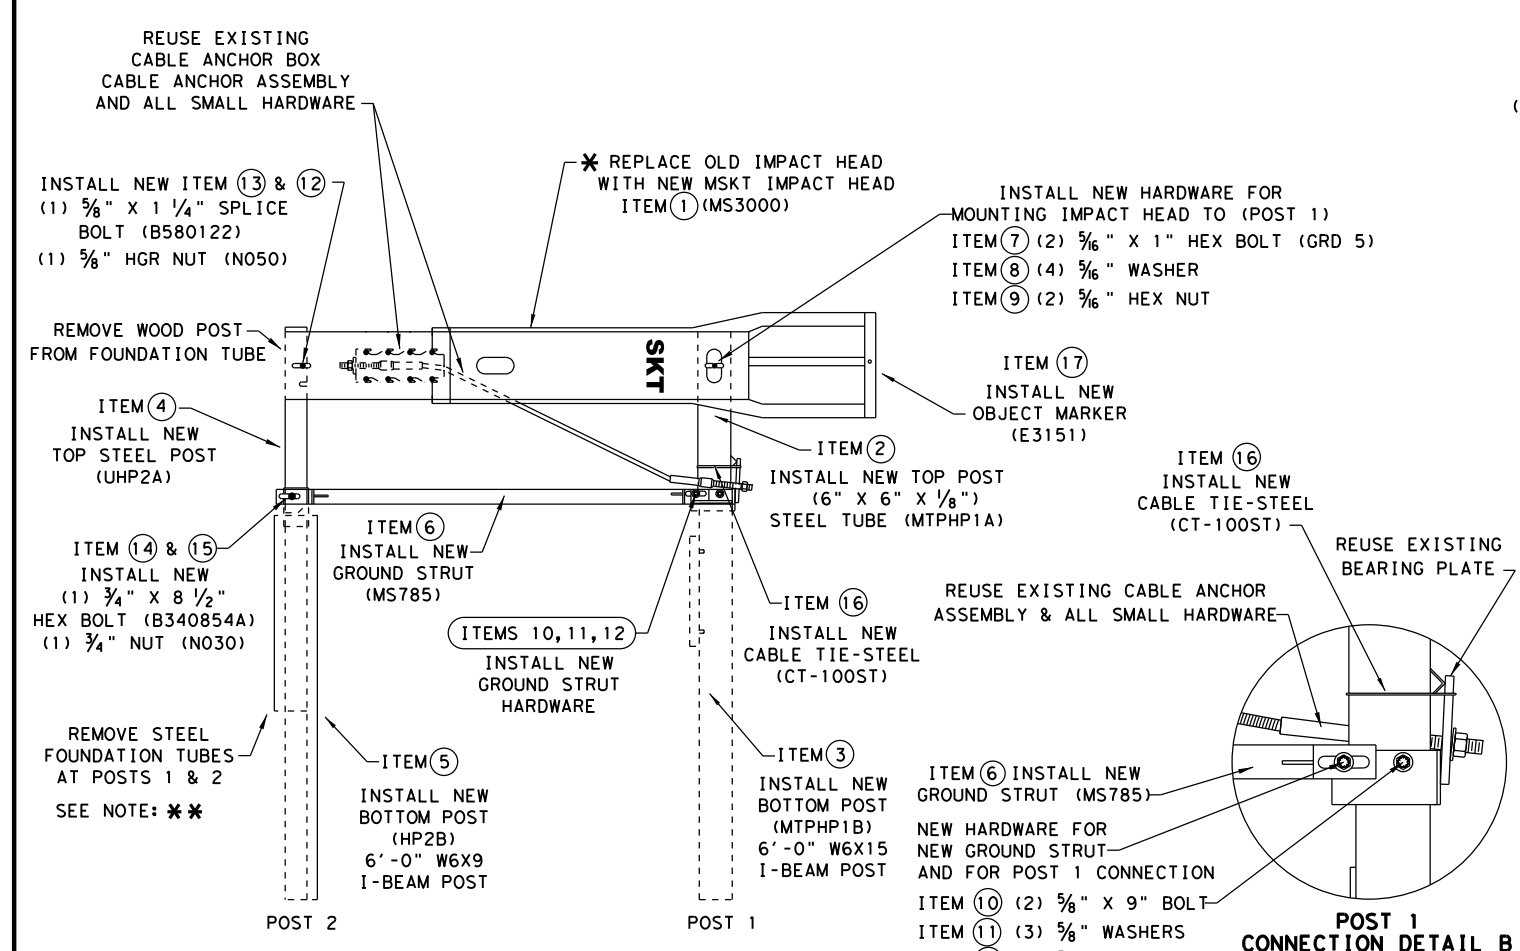 REUSE EXISTING
CABLE ANCHOR BOX
CABLE ANCHOR ASSEMBLY
AND ALL SMALL HARDWARE
INSTALL NEW ITEM 13 & 12
(1) 5/8" X 1 1/4" SPLICE
BOLT (B580122)
(1) 5/8" HGR NUT (N050)
* REPLACE OLD IMPACT HEAD
WITH NEW MSKT IMPACT HEAD
ITEM 1 (MS3000)
INSTALL NEW HARDWARE FOR
MOUNTING IMPACT HEAD TO (POST 1)
ITEM 7 (2) 5/16" X 1" HEX BOLT (GRD 5)
ITEM 8 (4) 5/16" WASHER
ITEM 9 (2) 5/16" HEX NUT
REMOVE WOOD POST
FROM FOUNDATION TUBE
SKT
ITEM 17
INSTALL NEW
OBJECT MARKER
(E3151)
ITEM 4
INSTALL NEW
TOP STEEL POST
(UHP2A)
ITEM 2
INSTALL NEW TOP POST
(6" X 6" X 1/8")
STEEL TUBE (MTPHP1A)
ITEM 16
INSTALL NEW
CABLE TIE-STEEL
(CT-100ST)
REUSE EXISTING
BEARING PLATE
ITEM 6
INSTALL NEW
GROUND STRUT
(MS785)
ITEM 14 & 15
INSTALL NEW
(1) 3/4" X 8 1/2"
HEX BOLT (B340854A)
(1) 3/4" NUT (N030)
ITEMS 10, 11, 12
INSTALL NEW
GROUND STRUT
HARDWARE
ITEM 16
INSTALL NEW
CABLE TIE-STEEL
(CT-100ST)
REUSE EXISTING CABLE ANCHOR
ASSEMBLY & ALL SMALL HARDWARE
REMOVE STEEL
FOUNDATION TUBES
AT POSTS 1 & 2
SEE NOTE: **
ITEM 5
INSTALL NEW
BOTTOM POST
(HP2B)
6'-0" W6X9
I-BEAM POST
ITEM 3
INSTALL NEW
BOTTOM POST
(MTPHP1B)
6'-0" W6X15
I-BEAM POST
ITEM 6 INSTALL NEW
GROUND STRUT (MS785)
NEW HARDWARE FOR
NEW GROUND STRUT
AND FOR POST 1 CONNECTION
ITEM 10 (2) 5/8" X 9" BOLT
ITEM 11 (3) 5/8" WASHERS
POST 2
POST 1
POST 1
CONNECTION DETAIL B